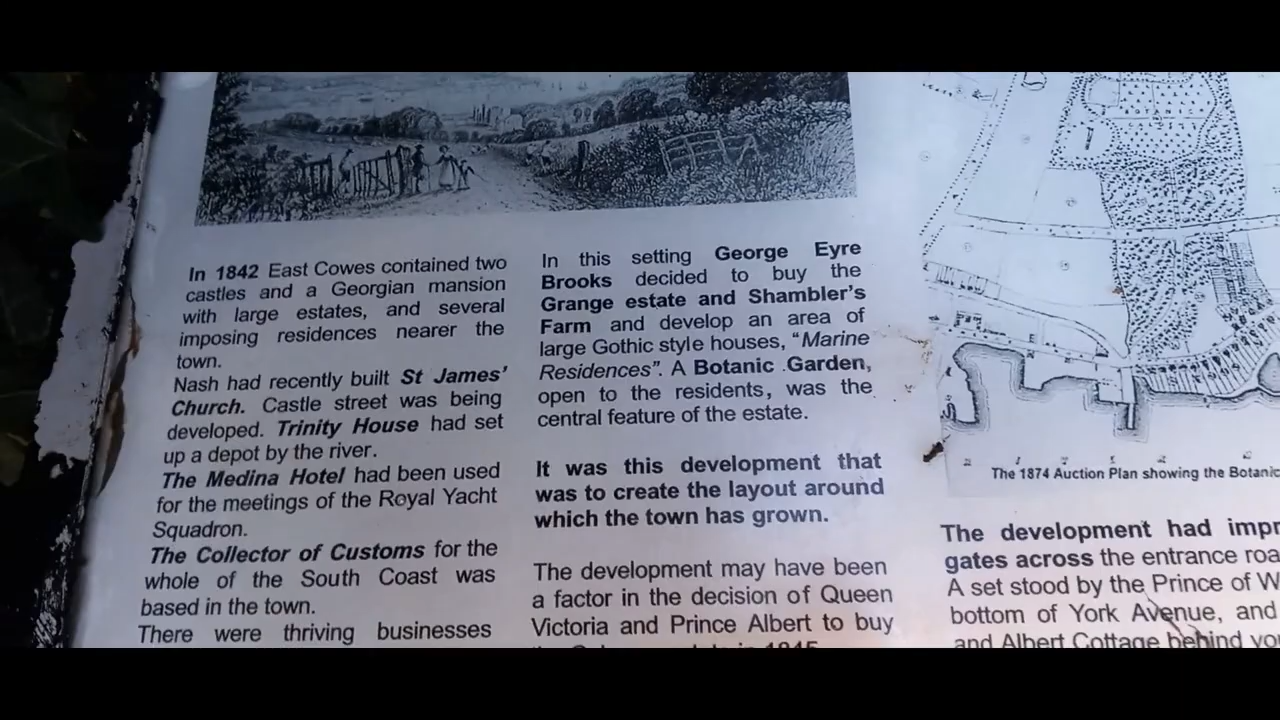 In 1842 East Cowes contained two
castles and a Georgian mansion
with large estates, and several
imposing residences nearer the
town.
Nash had recently built St James'
Church. Castle street was being
developed. Trinity House had set
up a depot by the river.
The Medina Hotel had been used
for the meetings of the Royal Yacht
Squadron.
The Collector of Customs for the
whole of the South Coast was
based in the town.
There were thriving businesses
In this setting George Eyre
Brooks decided to buy the
Grange estate and Shambler's
Farm and develop an area of
large Gothic style houses, "Marine
Residences". A Botanic Garden,
open to the residents, was the
central feature of the estate.
It was this development that
was to create the layout around
which the town has grown.
The development may have been
a factor in the decision of Queen
Victoria and Prince Albert to buy
in 1845
The 1874 Auction Plan showing the Botanic
The development had impr
gates across the entrance roa
A set stood by the Prince of W
bottom of York Avenue, and
and Albert Cottage behind you